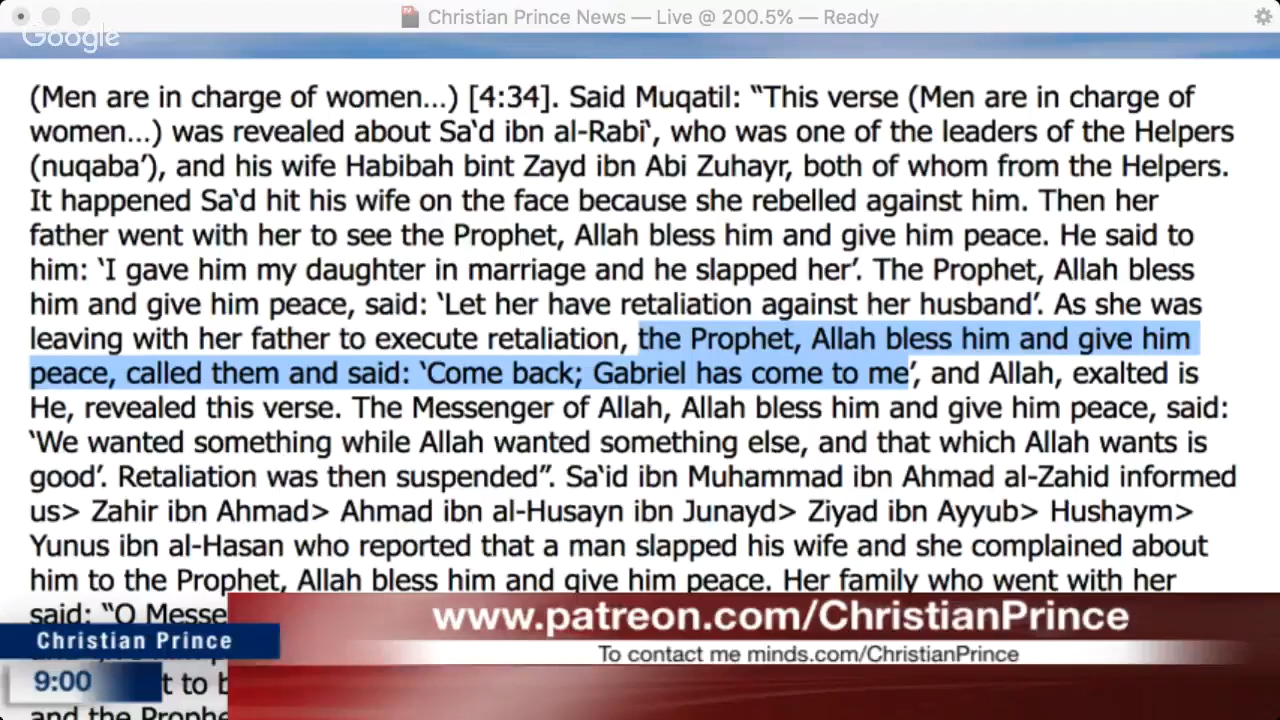 Christian Prince News — Live @ 200.5% — Ready
Google
(Men are in charge of women...) [4:34]. Said Muqatil: “This verse (Men are in charge of
women...) was revealed about Sa‘d ibn al-Rabi‘, who was one of the leaders of the Helpers
(nuqaba’), and his wife Habibah bint Zayd ibn Abi Zuhayr, both of whom from the Helpers.
It happened Sa‘d hit his wife on the face because she rebelled against him. Then her
father went with her to see the Prophet, Allah bless him and give him peace. He said to
him: ‘I gave him my daughter in marriage and he slapped her’. The Prophet, Allah bless
him and give him peace, said: ‘Let her have retaliation against her husband’. As she was
leaving with her father to execute retaliation, the Prophet, Allah bless him and give him
peace, called them and said: ‘Come back; Gabriel has come to me’, and Allah, exalted is
He, revealed this verse. The Messenger of Allah, Allah bless him and give him peace, said:
‘We wanted something while Allah wanted something else, and that which Allah wants is
good’. Retaliation was then suspended”. Sa‘id ibn Muhammad ibn Ahmad al-Zahid informed
us> Zahir ibn Ahmad> Ahmad ibn al-Husayn ibn Junayd> Ziyad ibn Ayyub> Hushaym>
Yunus ibn al-Hasan who reported that a man slapped his wife and she complained about
him to the Prophet, Allah bless him and give him peace. Her family who went with her
said: “O Messe
www.patreon.com/ChristianPrince
Christian Prince
To contact me minds.com/ChristianPrince
9:00
t to b
and the Prophe